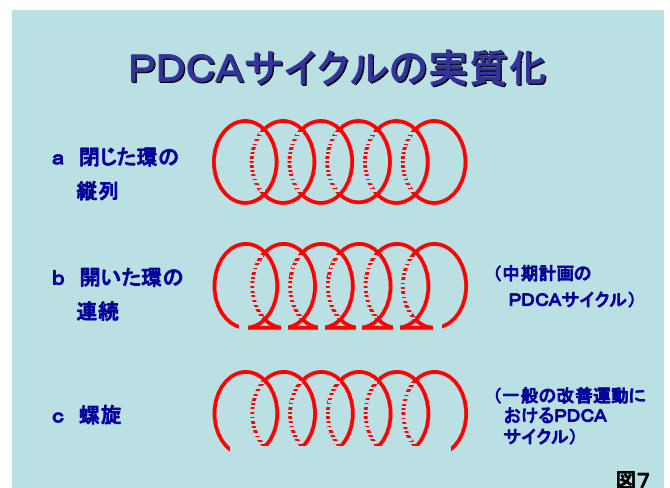 PDCAサイクルの実質化
a 閉じた環の
縦列
b 開いた環の
連続
（中期計画の
PDCAサイクル）
c 螺旋
（一般の改善運動に
おけるPDCA
サイクル）
図7